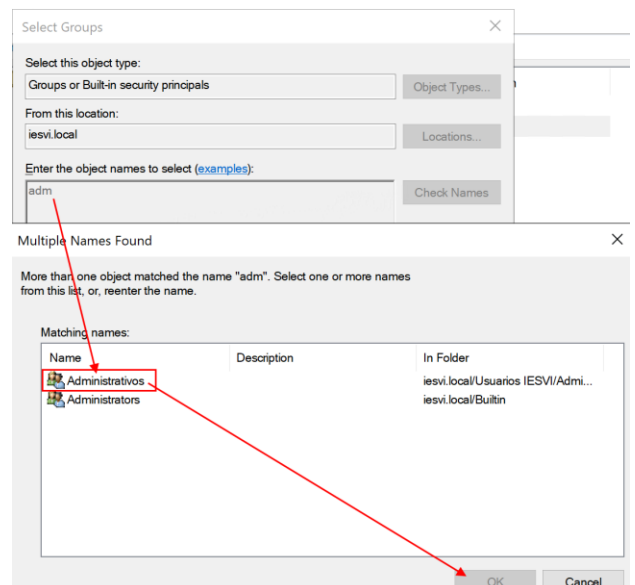 Select Groups
Select this object type:
Groups or Built-in security principals
Object Types...
From this location:
iesvi.local
Locations...
Enter the object names to select (examples):
adm
Check Names
Multiple Names Found
More than one object matched the name "adm". Select one or more names
from this list, or, reenter the name.
Matching names:
Name Description In Folder
Administrativos iesvi.local/Usuarios IESVI/Admi...
Administrators iesvi.local/Builtin
OK Cancel